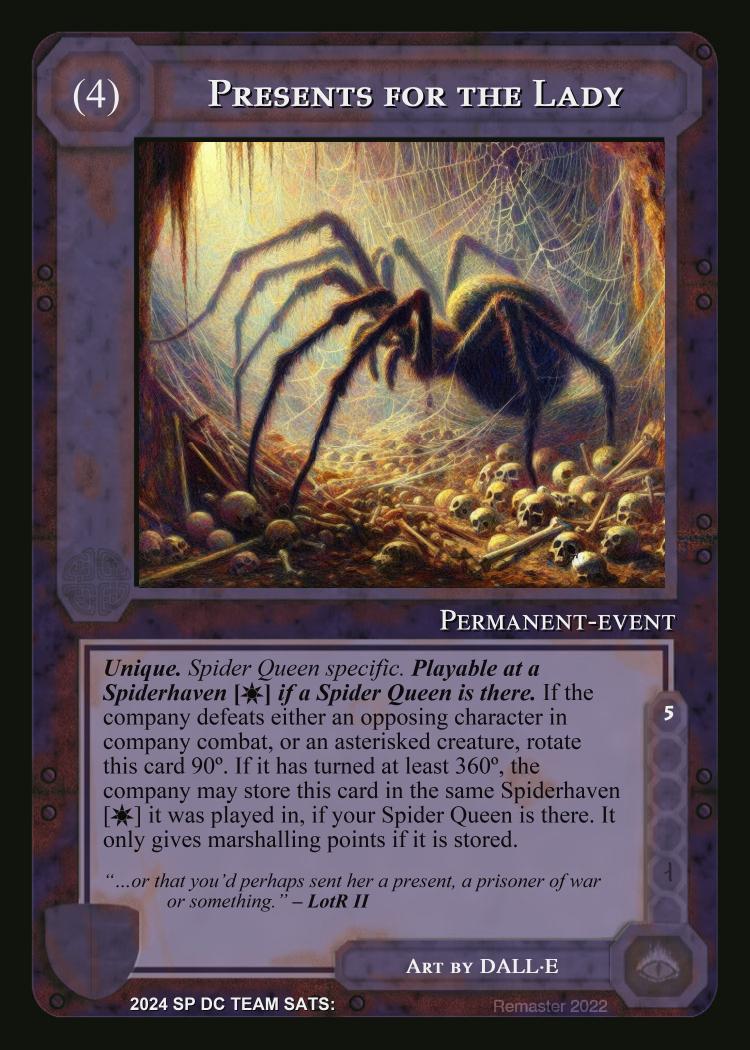 (4)
Presents for the Lady
Permanent-event
Unique. Spider Queen specific. Playable at a
Spiderhaven [✷] if a Spider Queen is there. If the
company defeats either an opposing character in
company combat, or an asterisked creature, rotate
this card 90º. If it has turned at least 360º, the
company may store this card in the same Spiderhaven
[✷] it was played in, if your Spider Queen is there. It
only gives marshalling points if it is stored.
5
“...or that you’d perhaps sent her a present, a prisoner of war
or something.” – LotR II
Art by DALL·E
2024 SP DC TEAM SATS:
Remaster 2022